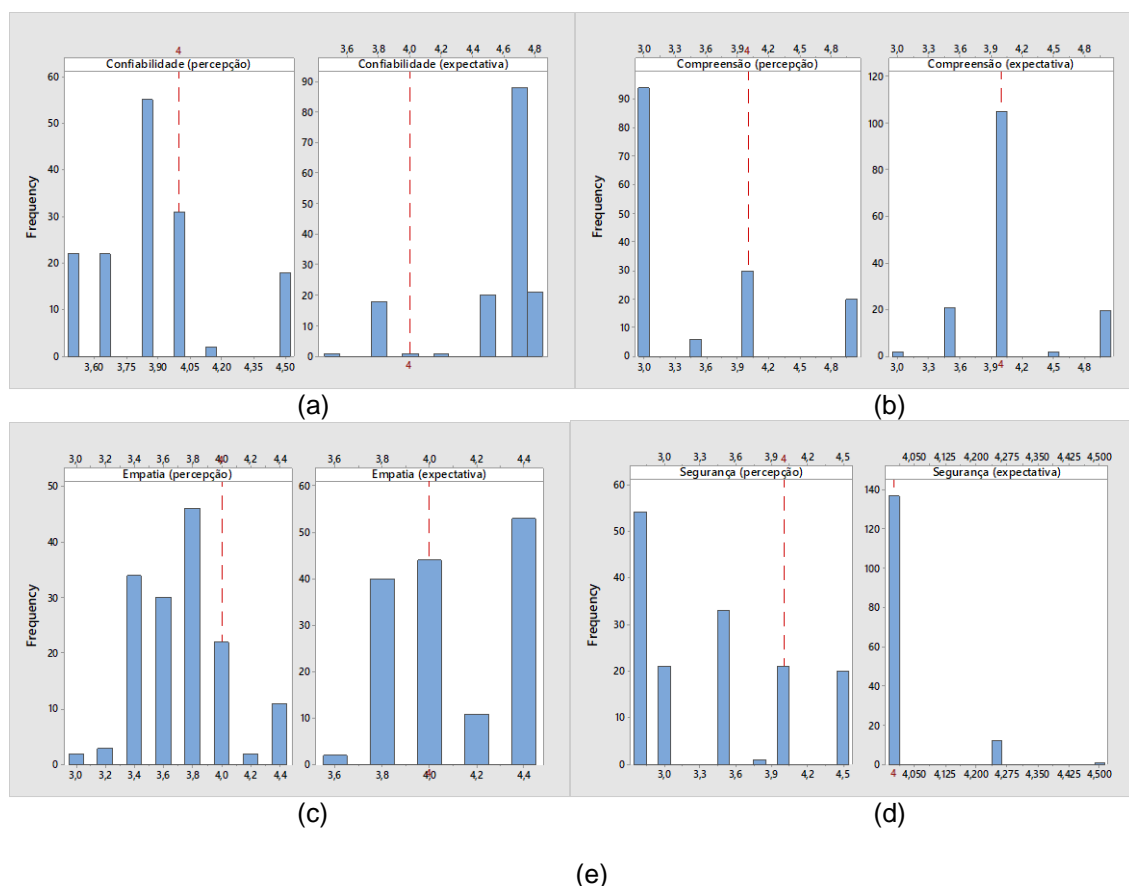 4
3,6 3,8 4,0 4,2 4,4 4,6 4,8
Confiabilidade (percepção)
Confiabilidade (expectativa)
Frequency
60
50
40
30
20
10
0
90
80
70
60
50
40
30
20
10
0
3,60 3,75 3,90 4,05 4,20 4,35 4,50
4
(a)
3,0 3,3 3,6 3,9 4 4,2 4,5 4,8
3,0 3,3 3,6 3,9 4,2 4,5 4,8
Compreensão (percepção)
Compreensão (expectativa)
Frequency
90
80
70
60
50
40
30
20
10
0
120
100
80
60
40
20
0
3,0 3,3 3,6 3,9 4,2 4,5 4,8
3,0 3,3 3,6 3,9 4 4,2 4,5 4,8
(b)
3,0 3,2 3,4 3,6 3,8 4,0 4,2 4,4
3,6 3,8 4,0 4,2 4,4
Empatia (percepção)
Empatia (expectativa)
Frequency
50
40
30
20
10
0
60
50
40
30
20
10
0
3,0 3,2 3,4 3,6 3,8 4,0 4,2 4,4
3,6 3,8 4,0 4,2 4,4
(c)
3,0 3,3 3,6 3,9 4 4,2 4,5
4,050 4,125 4,200 4,275 4,350 4,425 4,500
Segurança (percepção)
Segurança (expectativa)
Frequency
60
50
40
30
20
10
0
140
120
100
80
60
40
20
0
3,0 3,3 3,6 3,9 4,2 4,5
4 4,050 4,125 4,200 4,275 4,350 4,425 4,500
(d)
(e)